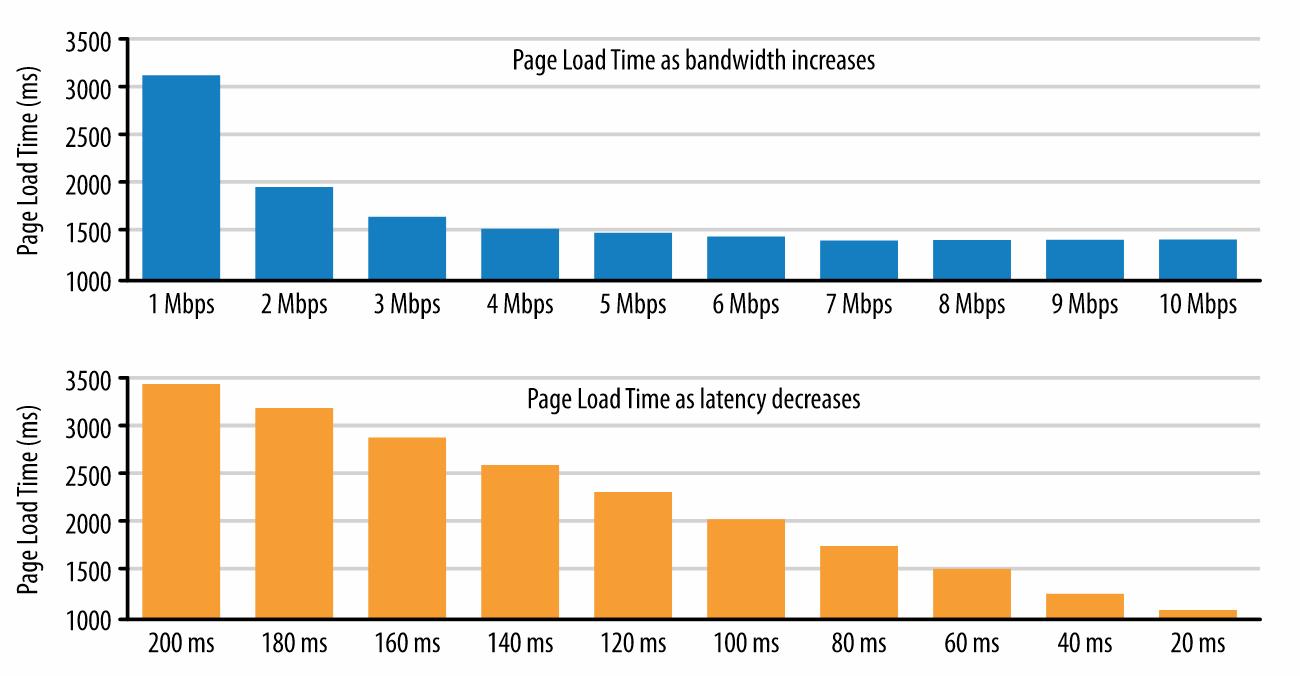 Page Load Time as bandwidth increases
Page Load Time (ms)
3500
3000
2500
2000
1500
1000
1 Mbps 2 Mbps 3 Mbps 4 Mbps 5 Mbps 6 Mbps 7 Mbps 8 Mbps 9 Mbps 10 Mbps
Page Load Time as latency decreases
Page Load Time (ms)
3500
3000
2500
2000
1500
1000
200 ms 180 ms 160 ms 140 ms 120 ms 100 ms 80 ms 60 ms 40 ms 20 ms